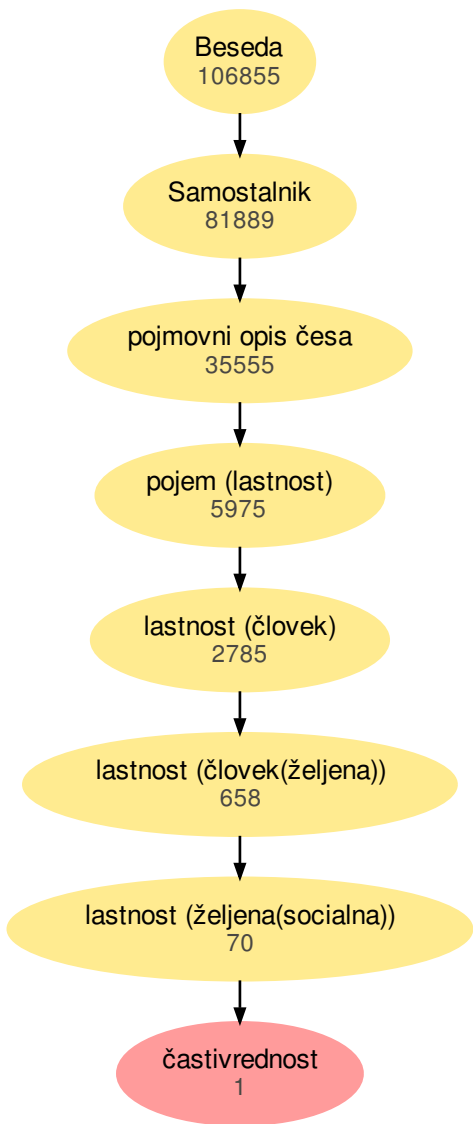 Beseda
106855
Samostalnik
81889
pojmovni opis česa
35555
pojem (lastnost)
5975
lastnost (človek)
2785
lastnost (človek(željena))
658
lastnost (željena(socialna))
70
častivrednost
1